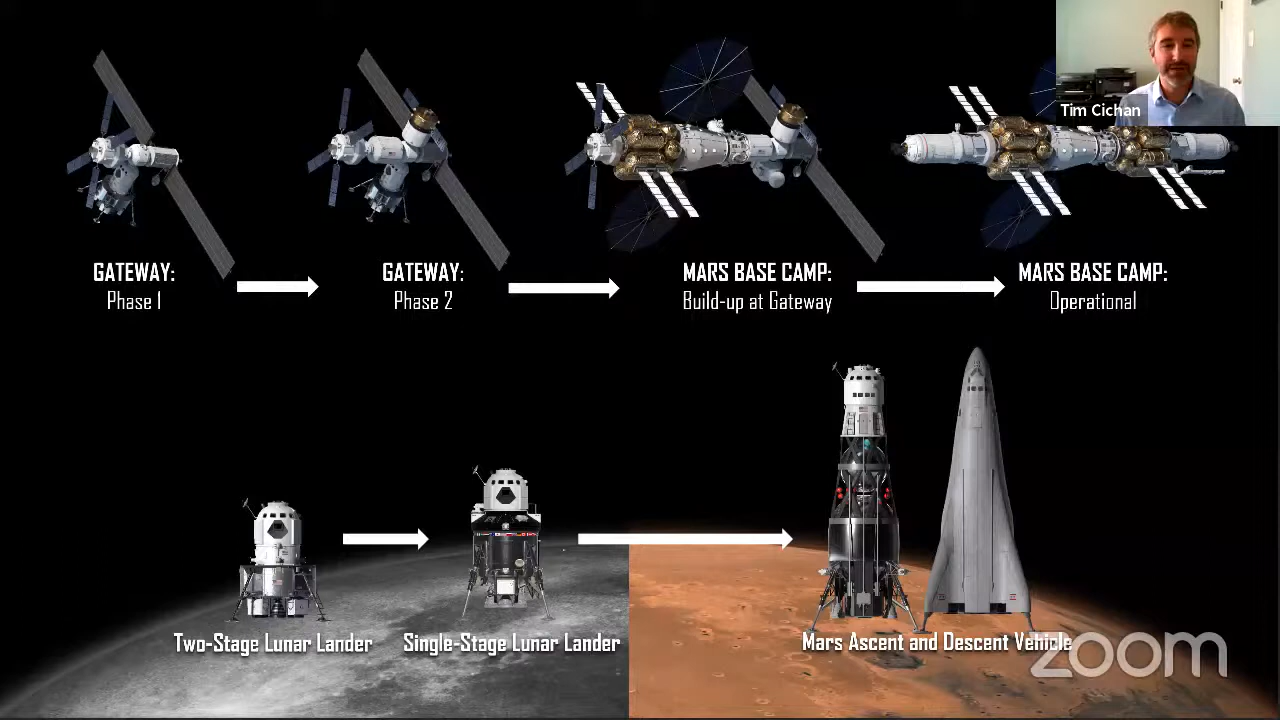 Tim Cichan
GATEWAY:
Phase 1
GATEWAY:
Phase 2
MARS BASE CAMP:
Build-up at Gateway
MARS BASE CAMP:
Operational
Two-Stage Lunar Lander
Single-Stage Lunar Lander
Mars Ascent and Descent Vehicle
zoom